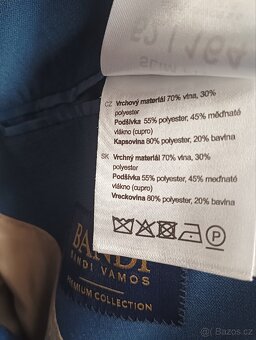 CZ Vrchový materiál 70% vlna, 30%
polyester
Podšívka 55% polyester, 45% měďnaté
vlákno (cupro)
Kapsovina 80% polyester, 20% bavlna
SK Vrchný materiál 70% vlna, 30%
polyester
Podšívka 55% polyester, 45% meďnaté
vlákno (cupro)
Vreckovina 80% polyester, 20% bavlna
P
BANDI
BANDI VAMOS
PREMIUM COLLECTION
Bazos.cz